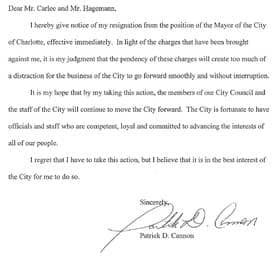 Dear Mr. Carlee and Mr. Hagemann,
I hereby give notice of my resignation from the position of the Mayor of the City
of Charlotte, effective immediately. In light of the charges that have been brought
against me, it is my judgment that the pendency of these charges will create too much of
a distraction for the business of the City to go forward smoothly and without interruption.
It is my hope that by my taking this action, the members of our City Council and
the staff of the City will continue to move the City forward. The City is fortunate to have
officials and staff who are competent, loyal and committed to advancing the interests of
all of our people.
I regret that I have to take this action, but I believe that it is in the best interest of
the City for me to do so.
Sincerely,
Patrick D. Cannon
Patrick D. Cannon